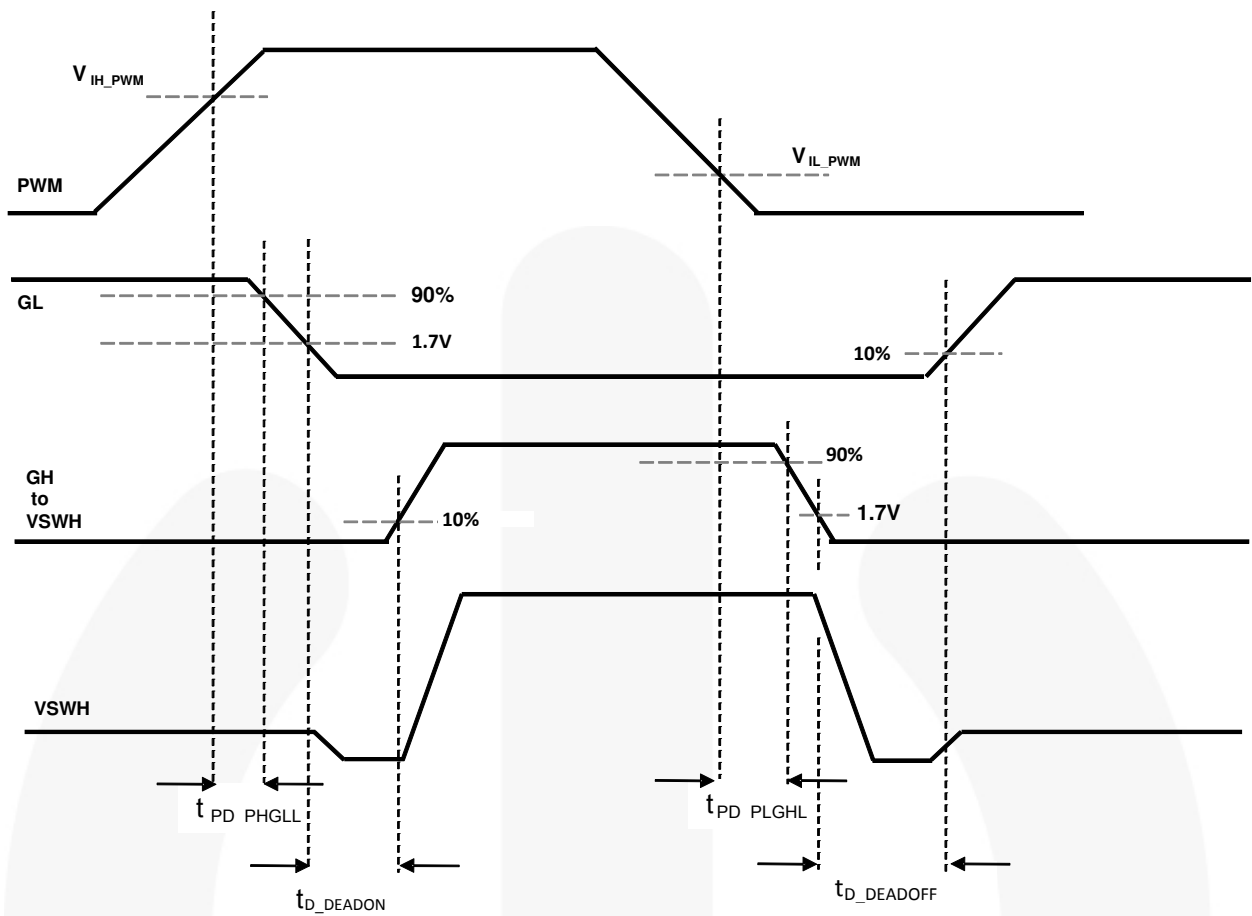 V IH_PWM
V IL_PWM
PWM
GL
90%
1.7V
10%
GH
to
VSWH
90%
10%
1.7V
VSWH
t PD PHGLL
t PD PLGHL
t D_DEADON
t D_DEADOFF